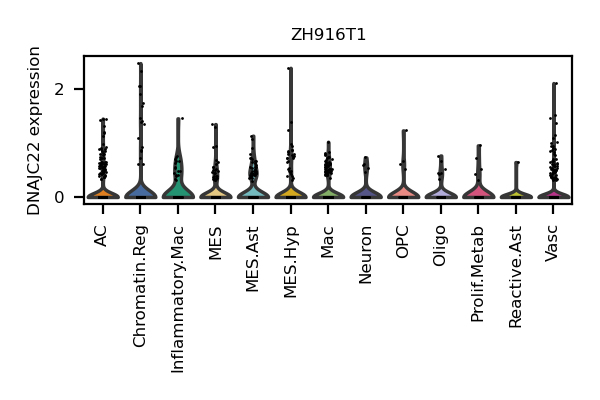 ZH916T1
DNAJC22 expression
2
0
AC
Chromatin.Reg
Inflammatory.Mac
MES
MES.Ast
MES.Hyp
Mac
Neuron
OPC
Oligo
Prolif.Metab
Reactive.Ast
Vasc